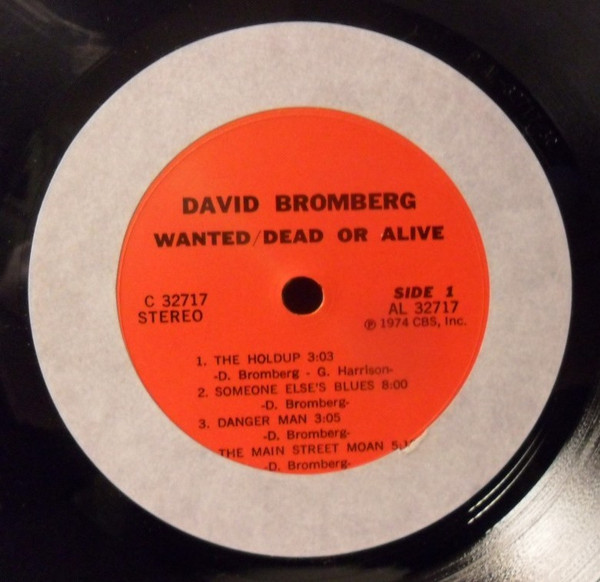 DAVID BROMBERG
WANTED/DEAD OR ALIVE
C 32717
STEREO
SIDE 1
AL 32717
℗ 1974 CBS, Inc.
1. THE HOLDUP 3:03
-D. Bromberg - G. Harrison-
2. SOMEONE ELSE'S BLUES 8:00
-D. Bromberg-
3. DANGER MAN 3:05
-D. Bromberg-
THE MAIN STREET MOAN
-D. Bromberg-